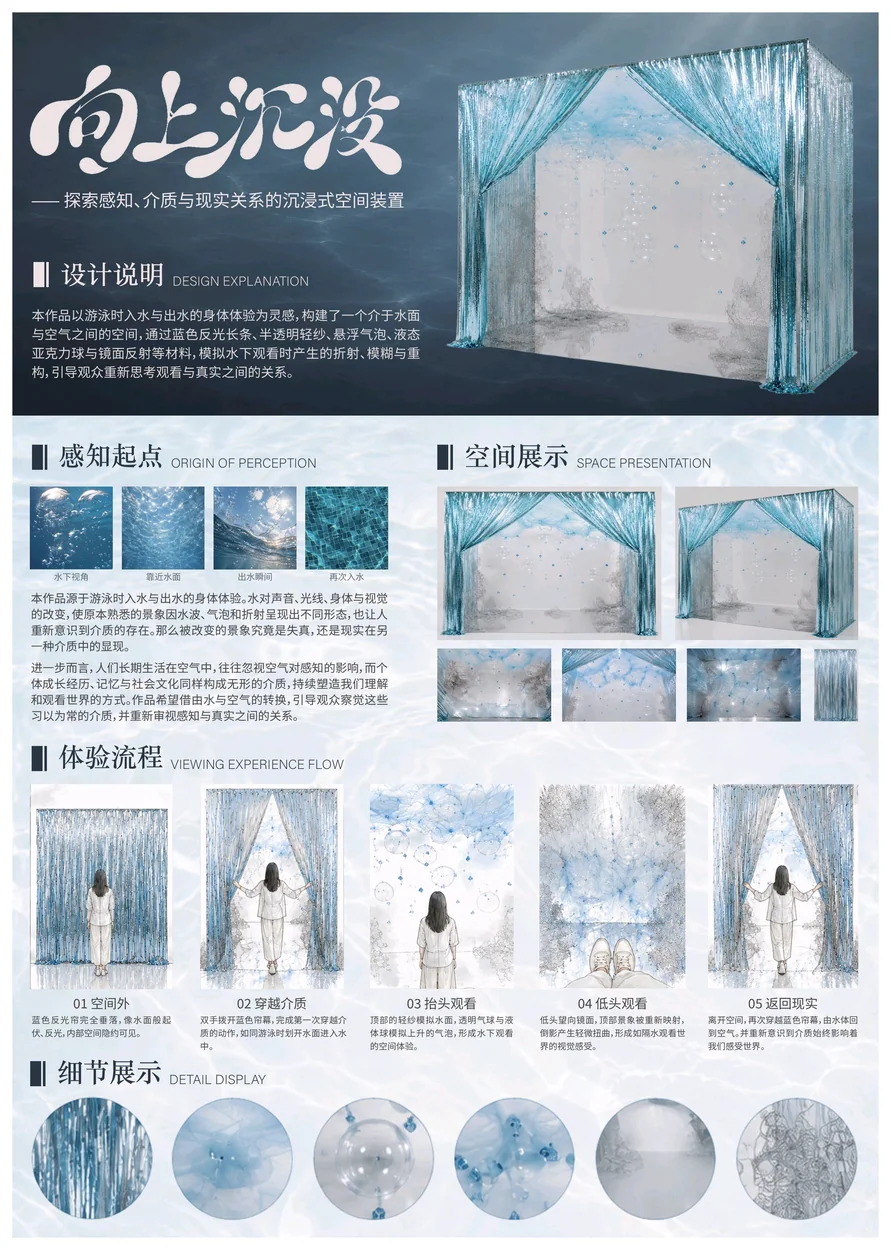 向上沉没
—— 探索感知、介质与现实关系的沉浸式空间装置
设计说明 DESIGN EXPLANATION
本作品以游泳时入水与出水的身体体验为灵感，构建了一个介于水面
与空气之间的空间，通过蓝色反光长条、半透明轻纱、悬浮气泡、液态
亚克力球与镜面反射等材料，模拟水下观看时产生的折射、模糊与重
构，引导观众重新思考观看与真实之间的关系。
感知起点 ORIGIN OF PERCEPTION
水下视角
靠近水面
出水瞬间
再次入水
本作品源于游泳时入水与出水的身体体验。水对声音、光线、身体与视觉
的改变，使原本熟悉的景象因水波、气泡和折射呈现出不同形态，也让人
重新意识到介质的存在。那么被改变的景象究竟是失真，还是现实在另
一种介质中的显现。
进一步而言，人们长期生活在空气中，往往忽视空气对感知的影响，而个
体成长经历、记忆与社会文化同样构成无形的介质，持续塑造我们理解
和观看世界的方式。作品希望借由水与空气的转换，引导观众察觉这些
习以为常的介质，并重新审视感知与真实之间的关系。
空间展示 SPACE PRESENTATION
体验流程 VIEWING EXPERIENCE FLOW
01 空间外
蓝色反光帘完全垂落，像水面般起
伏、反光，内部空间隐约可见。
02 穿越介质
双手拨开蓝色帘幕，完成第一次穿越介
质的动作，如同游泳时划开水面进入水
中。
03 抬头观看
顶部的轻纱模拟水面，透明气球与液
体球模拟上升的气泡，形成水下观看
的空间体验。
04 低头观看
低头望向镜面，顶部景象被重新映射，
倒影产生轻微扭曲，形成如隔水观看世
界的视觉感受。
05 返回现实
离开空间，再次穿越蓝色帘幕，由水体回
到空气。并重新意识到介质始终影响着
我们感受世界。
细节展示 DETAIL DISPLAY